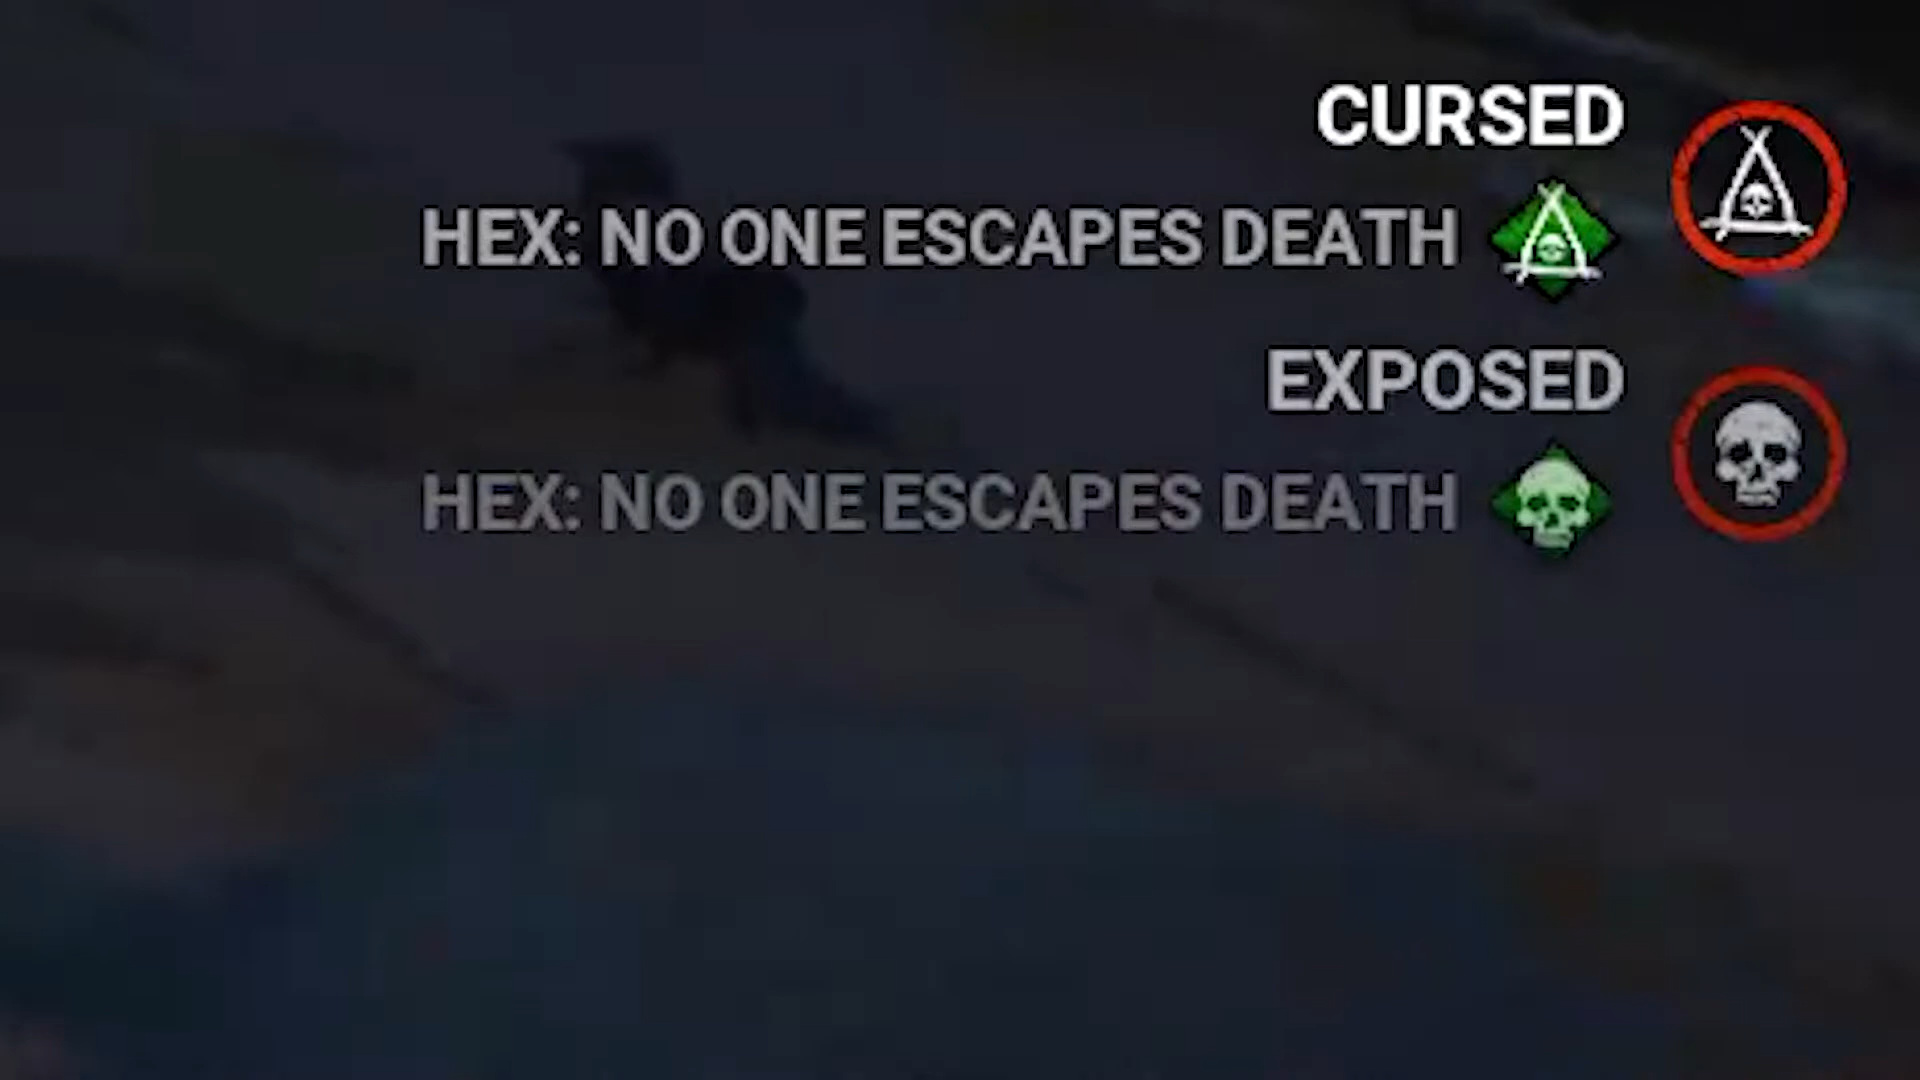 CURSED
HEX: NO ONE ESCAPES DEATH
EXPOSED
HEX: NO ONE ESCAPES DEATH